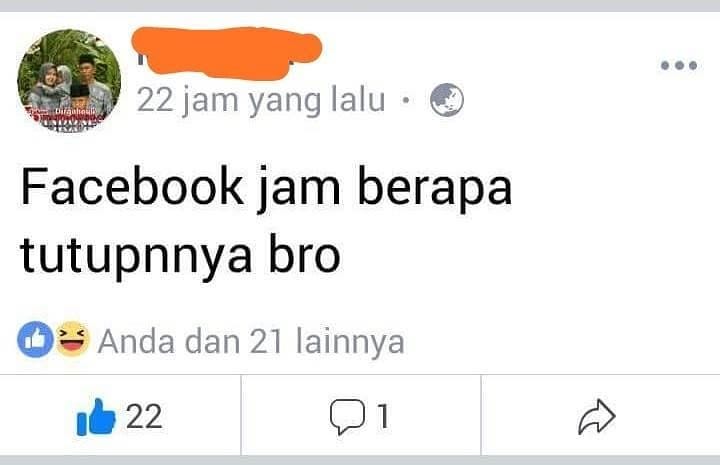 22 jam yang lalu
Facebook jam berapa
tutupnnya bro
Anda dan 21 lainnya
22
1